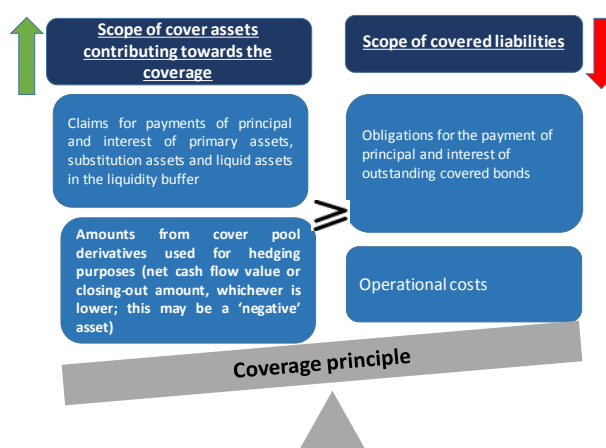 Scope of cover assets
contributing towards the
coverage
Claims for payments of principal
and interest of primary assets,
substitution assets and liquid assets
in the liquidity buffer
Amounts from cover pool
derivatives used for hedging
purposes (net cash flow value or
closing-out amount, whichever is
lower; this may be a ‘negative’
asset)
≥
Scope of covered liabilities
Obligations for the payment of
principal and interest of
outstanding covered bonds
Operational costs
Coverage principle